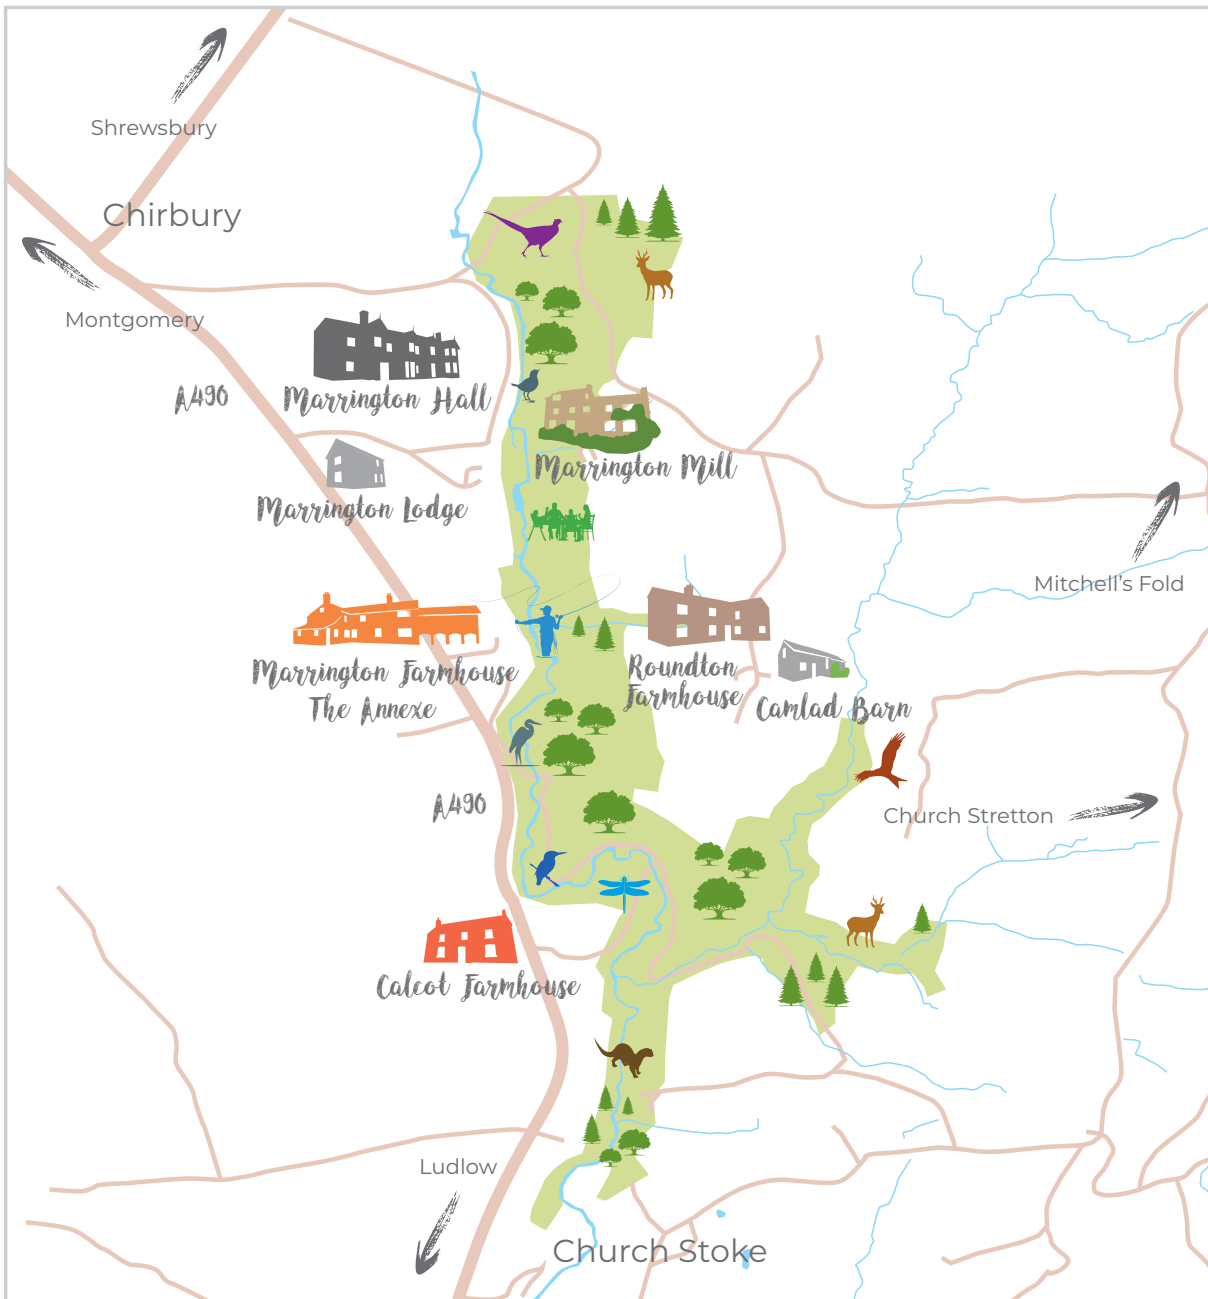 Shrewsbury
Chirbury
Montgomery
A490
Marrington Hall
Marrington Mill
Marrington Lodge
Mitchell's Fold
Marrington Farmhouse
The Annexe
Roundton
Farmhouse
Camlad Barn
A490
Church Stretton
Calcot Farmhouse
Ludlow
Church Stoke